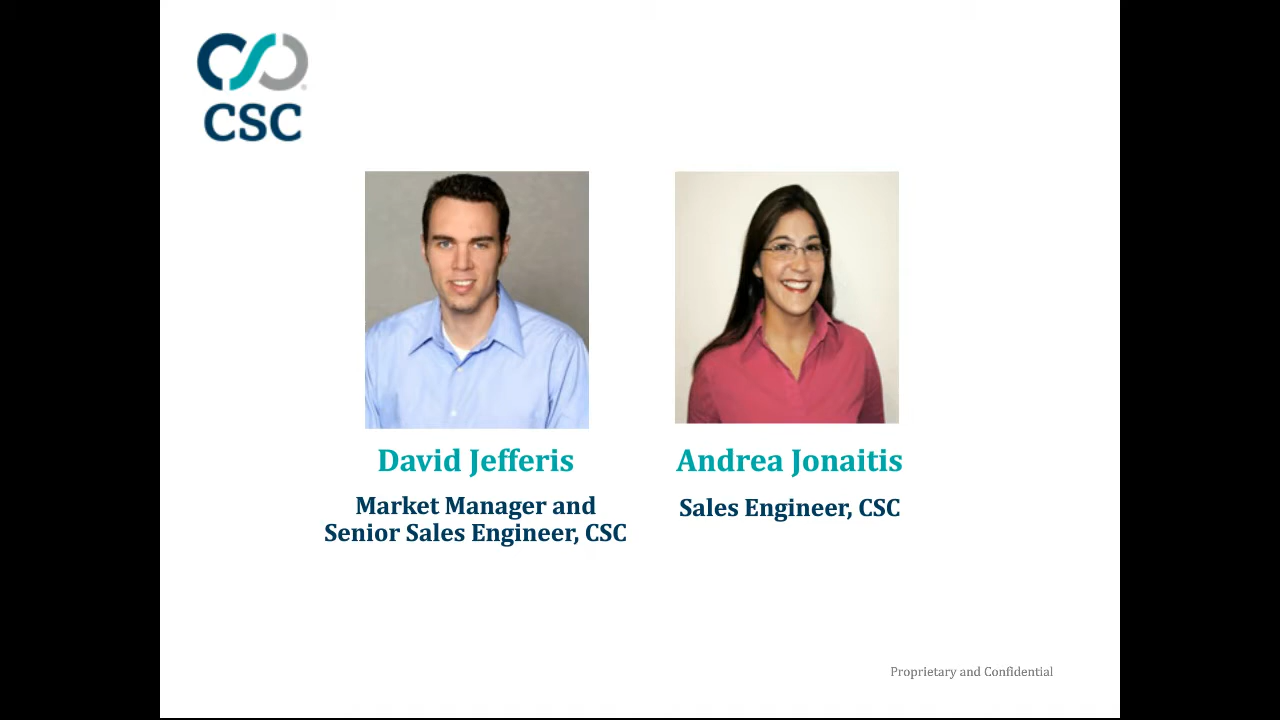 CSC
David Jefferis
Andrea Jonaitis
Market Manager and
Senior Sales Engineer, CSC
Sales Engineer, CSC
Proprietary and Confidential